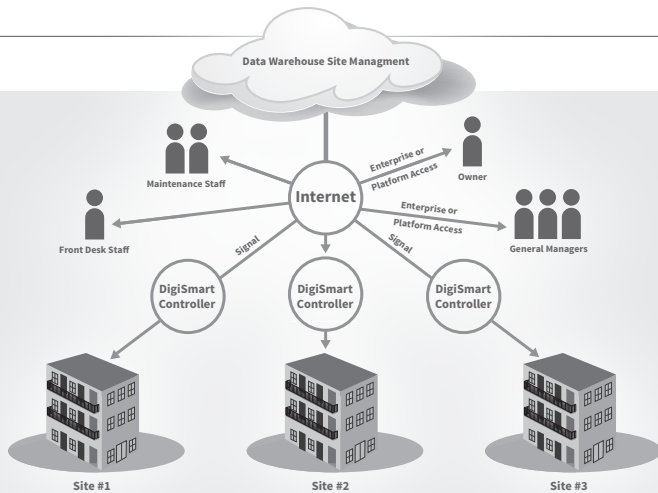 Data Warehouse Site Managment
Enterprise or
Platform Access
Owner
Maintenance Staff
Internet
Enterprise or
Platform Access
General Managers
Front Desk Staff
Signal
Signal
DigiSmart
Controller
DigiSmart
Controller
DigiSmart
Controller
Site #1
Site #2
Site #3